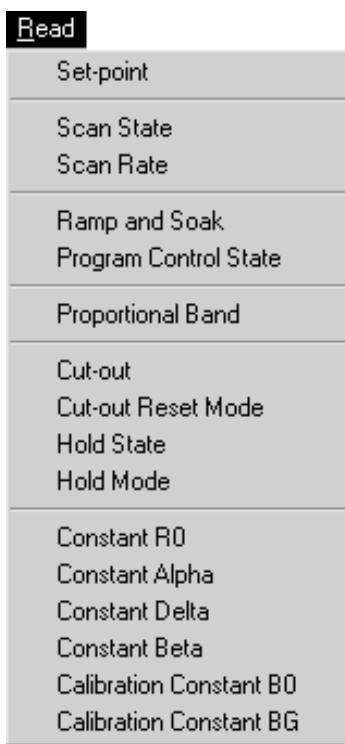 Read
Set-point
Scan State
Scan Rate
Ramp and Soak
Program Control State
Proportional Band
Cut-out
Cut-out Reset Mode
Hold State
Hold Mode
Constant R0
Constant Alpha
Constant Delta
Constant Beta
Calibration Constant B0
Calibration Constant BG